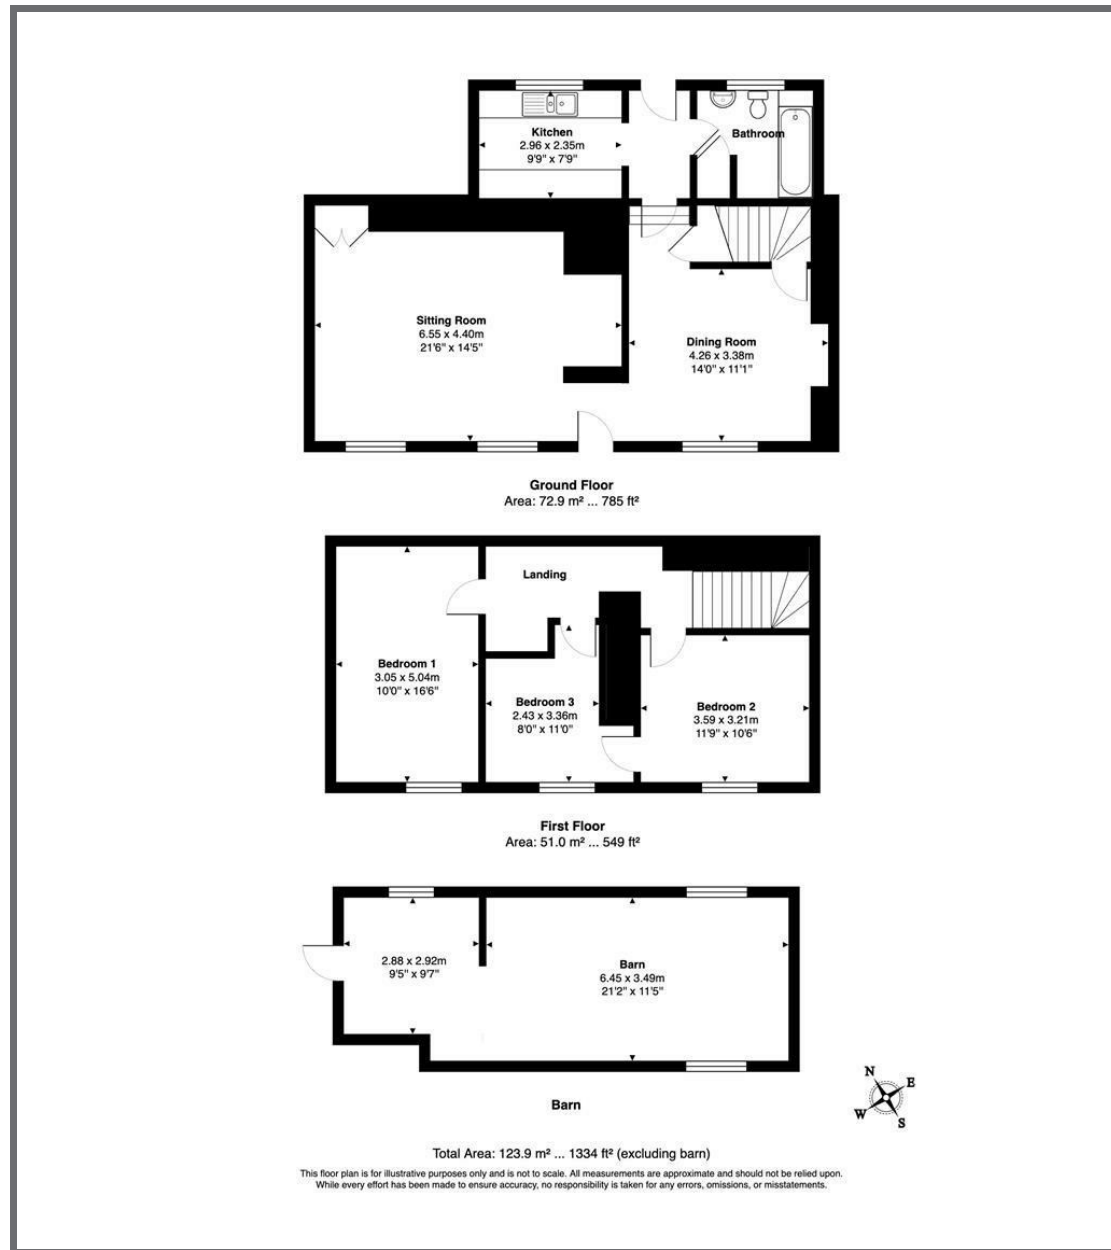 Kitchen
2.96 x 2.35m
9'9" x 7'9"
Bathroom
Sitting Room
6.55 x 4.40m
21'6" x 14'5"
Dining Room
4.26 x 3.38m
14'0" x 11'1"
Ground Floor
Area: 72.9 m² ... 785 ft²
Landing
Bedroom 1
3.05 x 5.04m
10'0" x 16'6"
Bedroom 3
2.43 x 3.36m
8'0" x 11'0"
Bedroom 2
3.59 x 3.21m
11'9" x 10'6"
First Floor
Area: 51.0 m² ... 549 ft²
2.88 x 2.92m
9'5" x 9'7"
Barn
6.45 x 3.49m
21'2" x 11'5"
Barn
N
E
W
S
Total Area: 123.9 m² ... 1334 ft² (excluding barn)
This floor plan is for illustrative purposes only and is not to scale. All measurements are approximate and should not be relied upon.
While every effort has been made to ensure accuracy, no responsibility is taken for any errors, omissions, or misstatements.